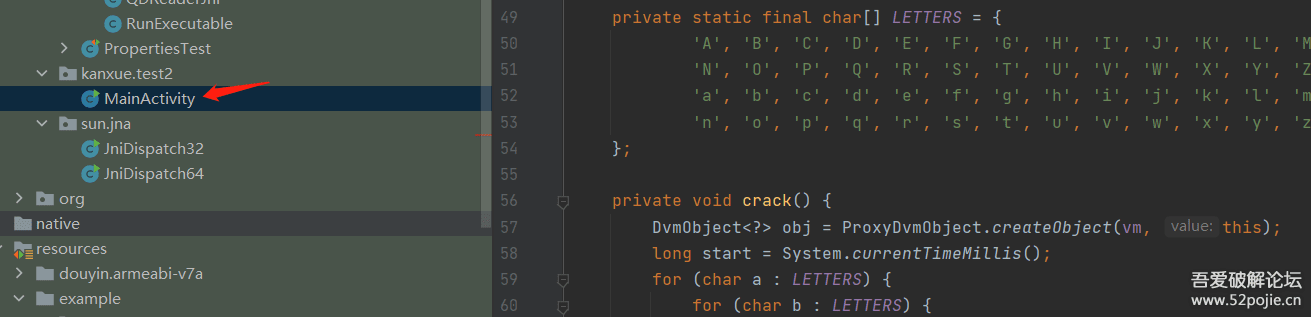 QDReaderJni
RunExecutable
PropertiesTest
kanxue.test2
MainActivity
sun.jna
JniDispatch32
JniDispatch64
org
native
resources
douyin.armeabi-v7a
example
49 private static final char[] LETTERS = {
50 'A', 'B', 'C', 'D', 'E', 'F', 'G', 'H', 'I', 'J', 'K', 'L', 'M
51 'N', 'O', 'P', 'Q', 'R', 'S', 'T', 'U', 'V', 'W', 'X', 'Y', 'Z
52 'a', 'b', 'c', 'd', 'e', 'f', 'g', 'h', 'i', 'j', 'k', 'l', 'm
53 'n', 'o', 'p', 'q', 'r', 's', 't', 'u', 'v', 'w', 'x', 'y', 'z
54 };
55
56 private void crack() {
57 DvmObject<?> obj = ProxyDvmObject.createObject(vm, value: this);
58 long start = System.currentTimeMillis();
59 for (char a : LETTERS) {
60 for (char b : LETTERS) {
吾爱破解论坛
www.52pojie.cn